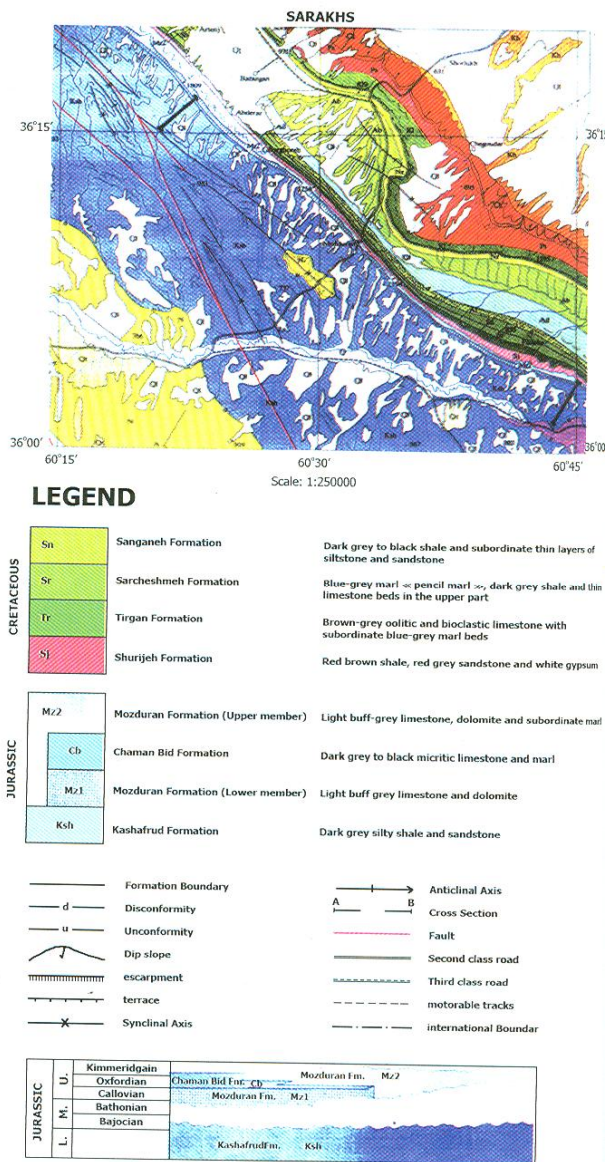 SARAKHS
36°15'
36°15
36°00'
36°00
60°15'
60°30'
60°45'
Scale: 1:250000
LEGEND
CRETACEOUS
Sn Sanganeh Formation Dark grey to black shale and subordinate thin layers of
siltstone and sandstone
Sr Sarcheshmeh Formation Blue-grey marl « pencil marl », dark grey shale and thin
limestone beds in the upper part
Tr Tirgan Formation Brown-grey oolitic and bioclastic limestone with
subordinate blue-grey marl beds
Sj Shurijeh Formation Red brown shale, red grey sandstone and white gypsum
JURASSIC
Mz2 Mozduran Formation (Upper member) Light buff-grey limestone, dolomite and subordinate marl
Cb Chaman Bid Formation Dark grey to black micritic limestone and marl
Mz1 Mozduran Formation (Lower member) Light buff grey limestone and dolomite
Ksh Kashafrud Formation Dark grey silty shale and sandstone
Formation Boundary
d Disconformity
u Unconformity
Dip slope
escarpment
terrace
Synclinal Axis
Anticlinal Axis
A B Cross Section
Fault
Second class road
Third class road
motorable tracks
international Boundar
JURASSIC
U.
M.
L.
Kimmeridgain
Oxfordian
Callovian
Bathonian
Bajocian
Mozduran Fm. Mz2
Chaman Bid Fm. Cb
Mozduran Fm. Mz1
KashafrudFm. Ksh